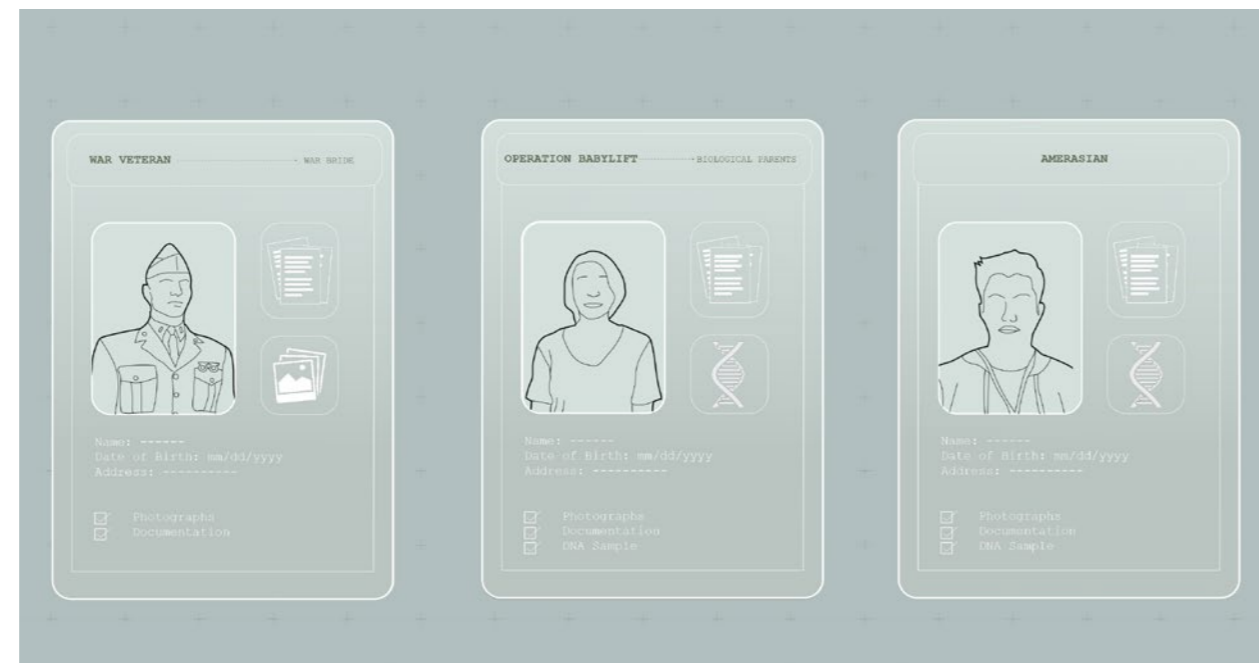 WAR VETERAN WAR BRIDE
Name: ------
Date of Birth: mm/dd/yyyy
Address: ----------
Photographs
Documentation
OPERATION BABYLIFT BIOLOGICAL PARENTS
Name: ------
Date of Birth: mm/dd/yyyy
Address: ----------
Photographs
Documentation
DNA Sample
AMERASIAN
Name: ------
Date of Birth: mm/dd/yyyy
Address: ----------
Photographs
Documentation
DNA Sample